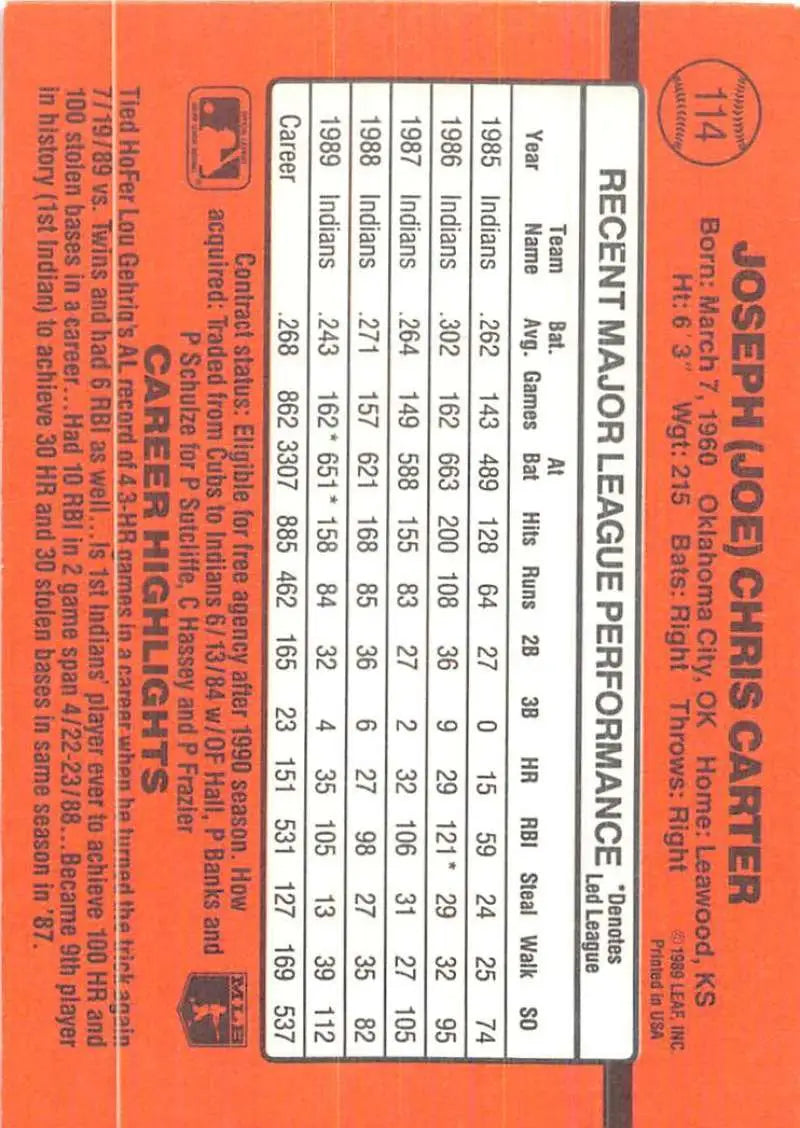 114
JOSEPH (JOE) CHRIS CARTER
Born: March 7, 1960 Oklahoma City, OK Home: Leawood, KS
Ht: 6'3" Wgt: 215 Bats: Right Throws: Right
© 1989 LEAF, INC.
Printed in USA
RECENT MAJOR LEAGUE PERFORMANCE *Denotes Led League
Year Team Name Bat. Avg. Games At Bat Hits Runs 2B 3B HR RBI Steal Walk SO
1985 Indians .262 143 489 128 64 27 0 15 59 24 25 74
1986 Indians .302 162 663 200 108 36 9 29 121* 29 32 95
1987 Indians .264 149 588 155 83 27 2 32 106 31 27 105
1988 Indians .271 157 621 168 85 36 6 27 98 27 35 82
1989 Indians .243 162* 651* 158 84 32 4 35 105 13 39 112
Career .268 862 3307 885 462 165 23 151 531 127 169 537
Contract status: Eligible for free agency after 1990 season. How
acquired: Traded from Cubs to Indians 6/13/84 w/OF Hall, P Banks and
P Schulze for P Sutcliffe, C Hassey and P Frazier
MLB
CAREER HIGHLIGHTS
Tied HoFer Lou Gehrig's AL record of 4 3-HR games in a career when he turned the trick again
7/19/89 vs. Twins and had 6 RBI as well...Is 1st Indians' player ever to achieve 100 HR and
100 stolen bases in a career...Had 10 RBI in 2 game span 4/22-23/88...Became 9th player
in history (1st Indian) to achieve 30 HR and 30 stolen bases in same season in '87.